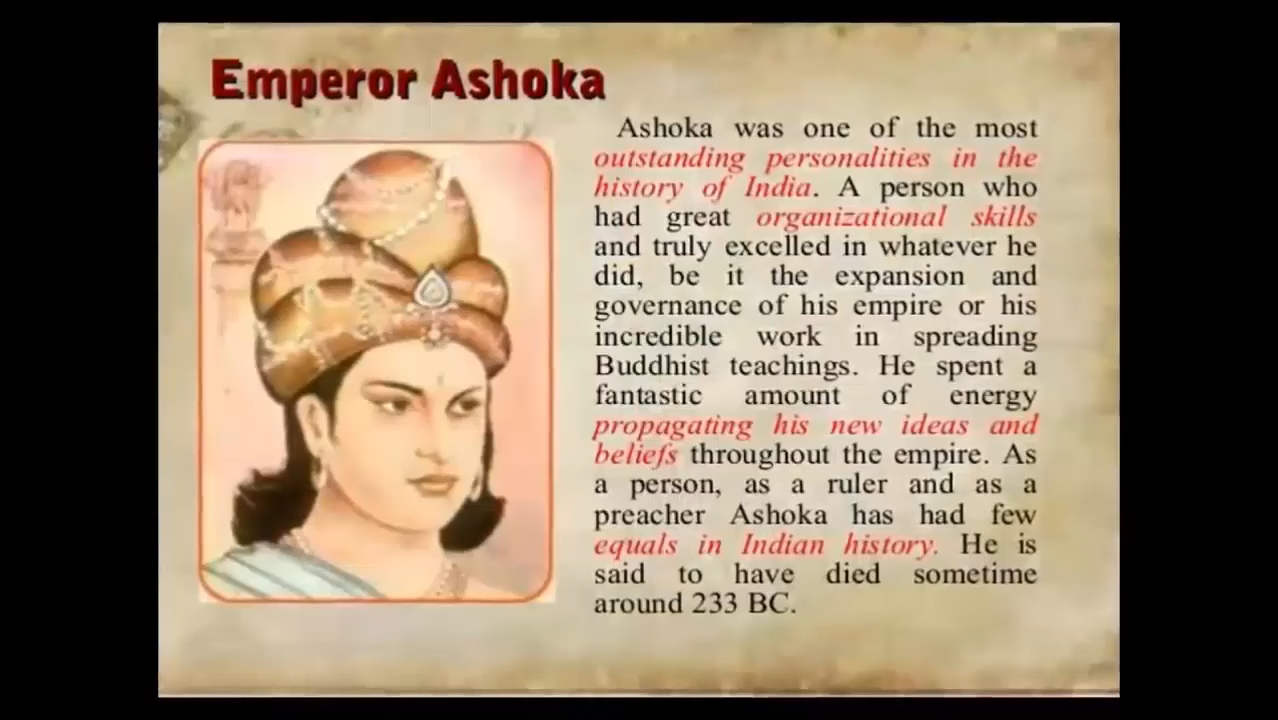 Emperor Ashoka
Ashoka was one of the most
outstanding personalities in the
history of India. A person who
had great organizational skills
and truly excelled in whatever he
did, be it the expansion and
governance of his empire or his
incredible work in spreading
Buddhist teachings. He spent a
fantastic amount of energy
propagating his new ideas and
beliefs throughout the empire. As
a person, as a ruler and as a
preacher Ashoka has had few
equals in Indian history. He is
said to have died sometime
around 233 BC.